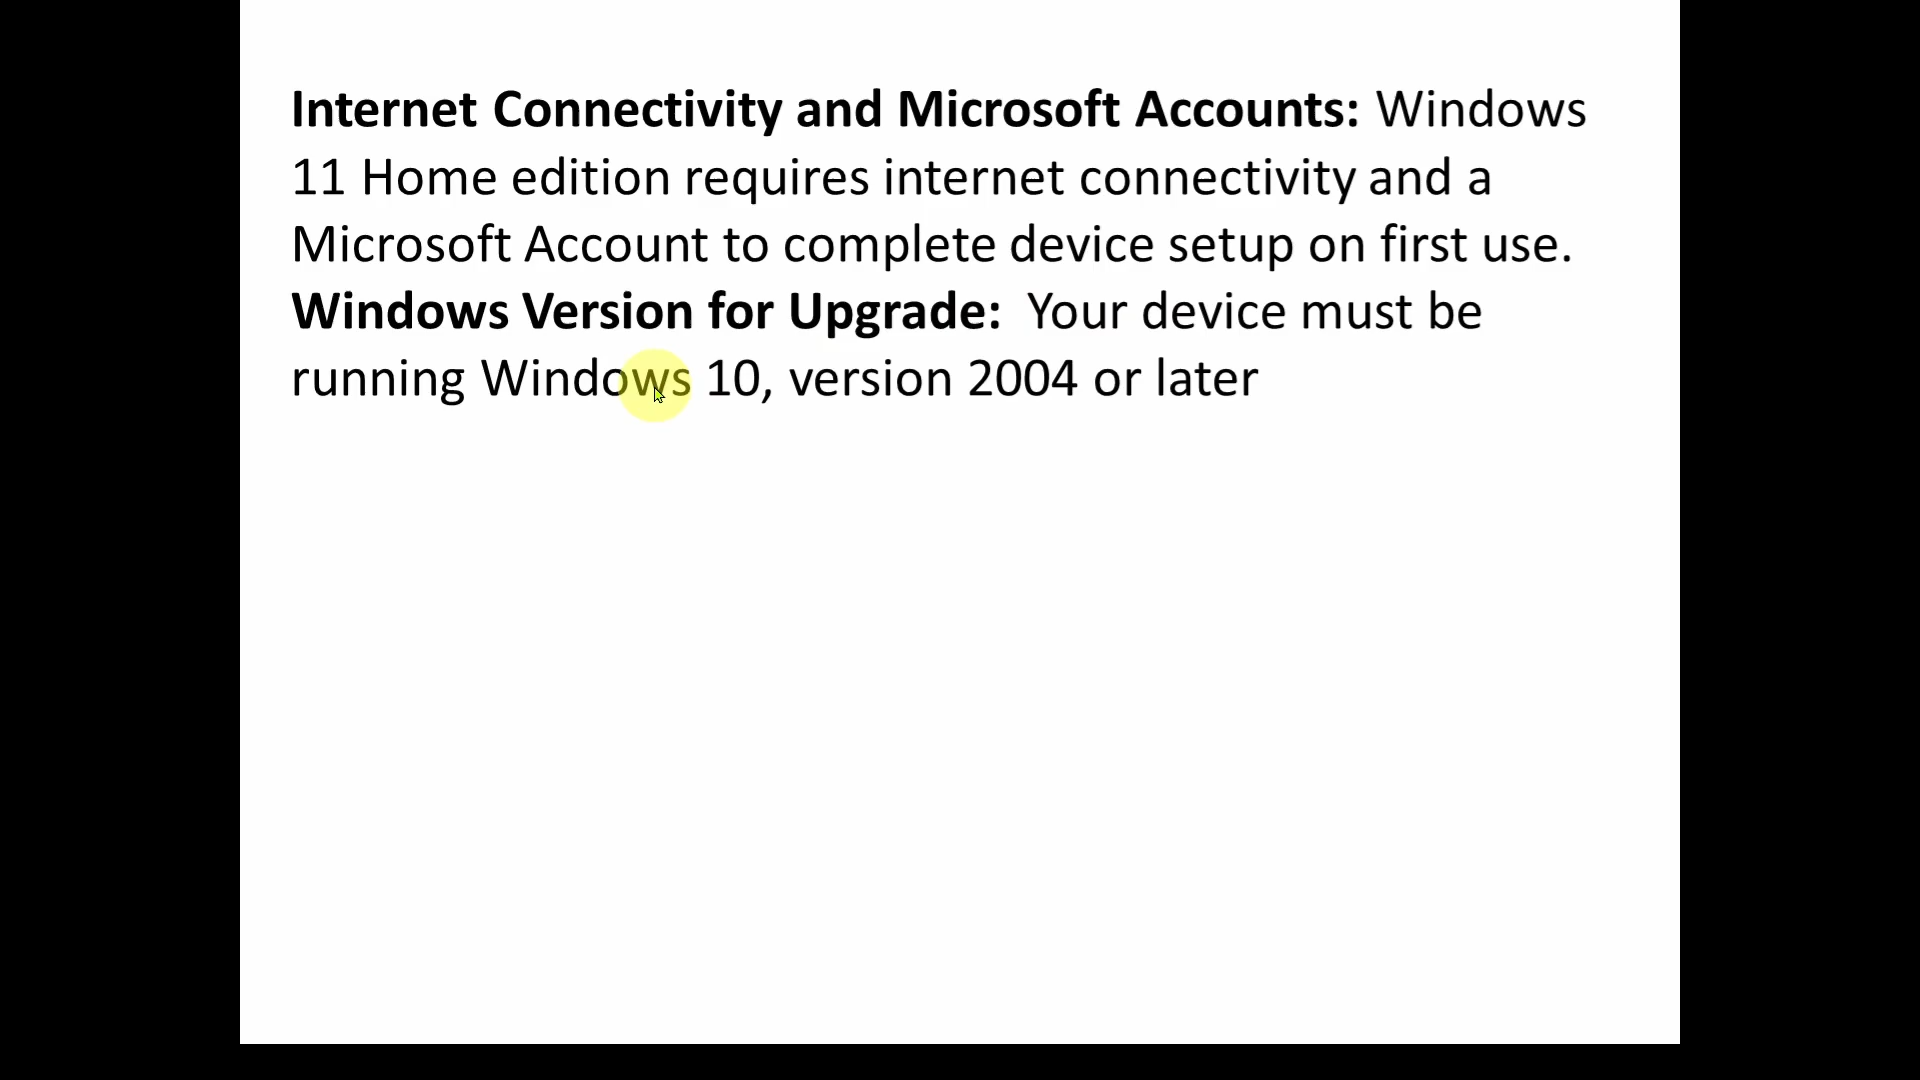 Internet Connectivity and Microsoft Accounts: Windows
11 Home edition requires internet connectivity and a
Microsoft Account to complete device setup on first use.
Windows Version for Upgrade:  Your device must be
running Windows 10, version 2004 or later